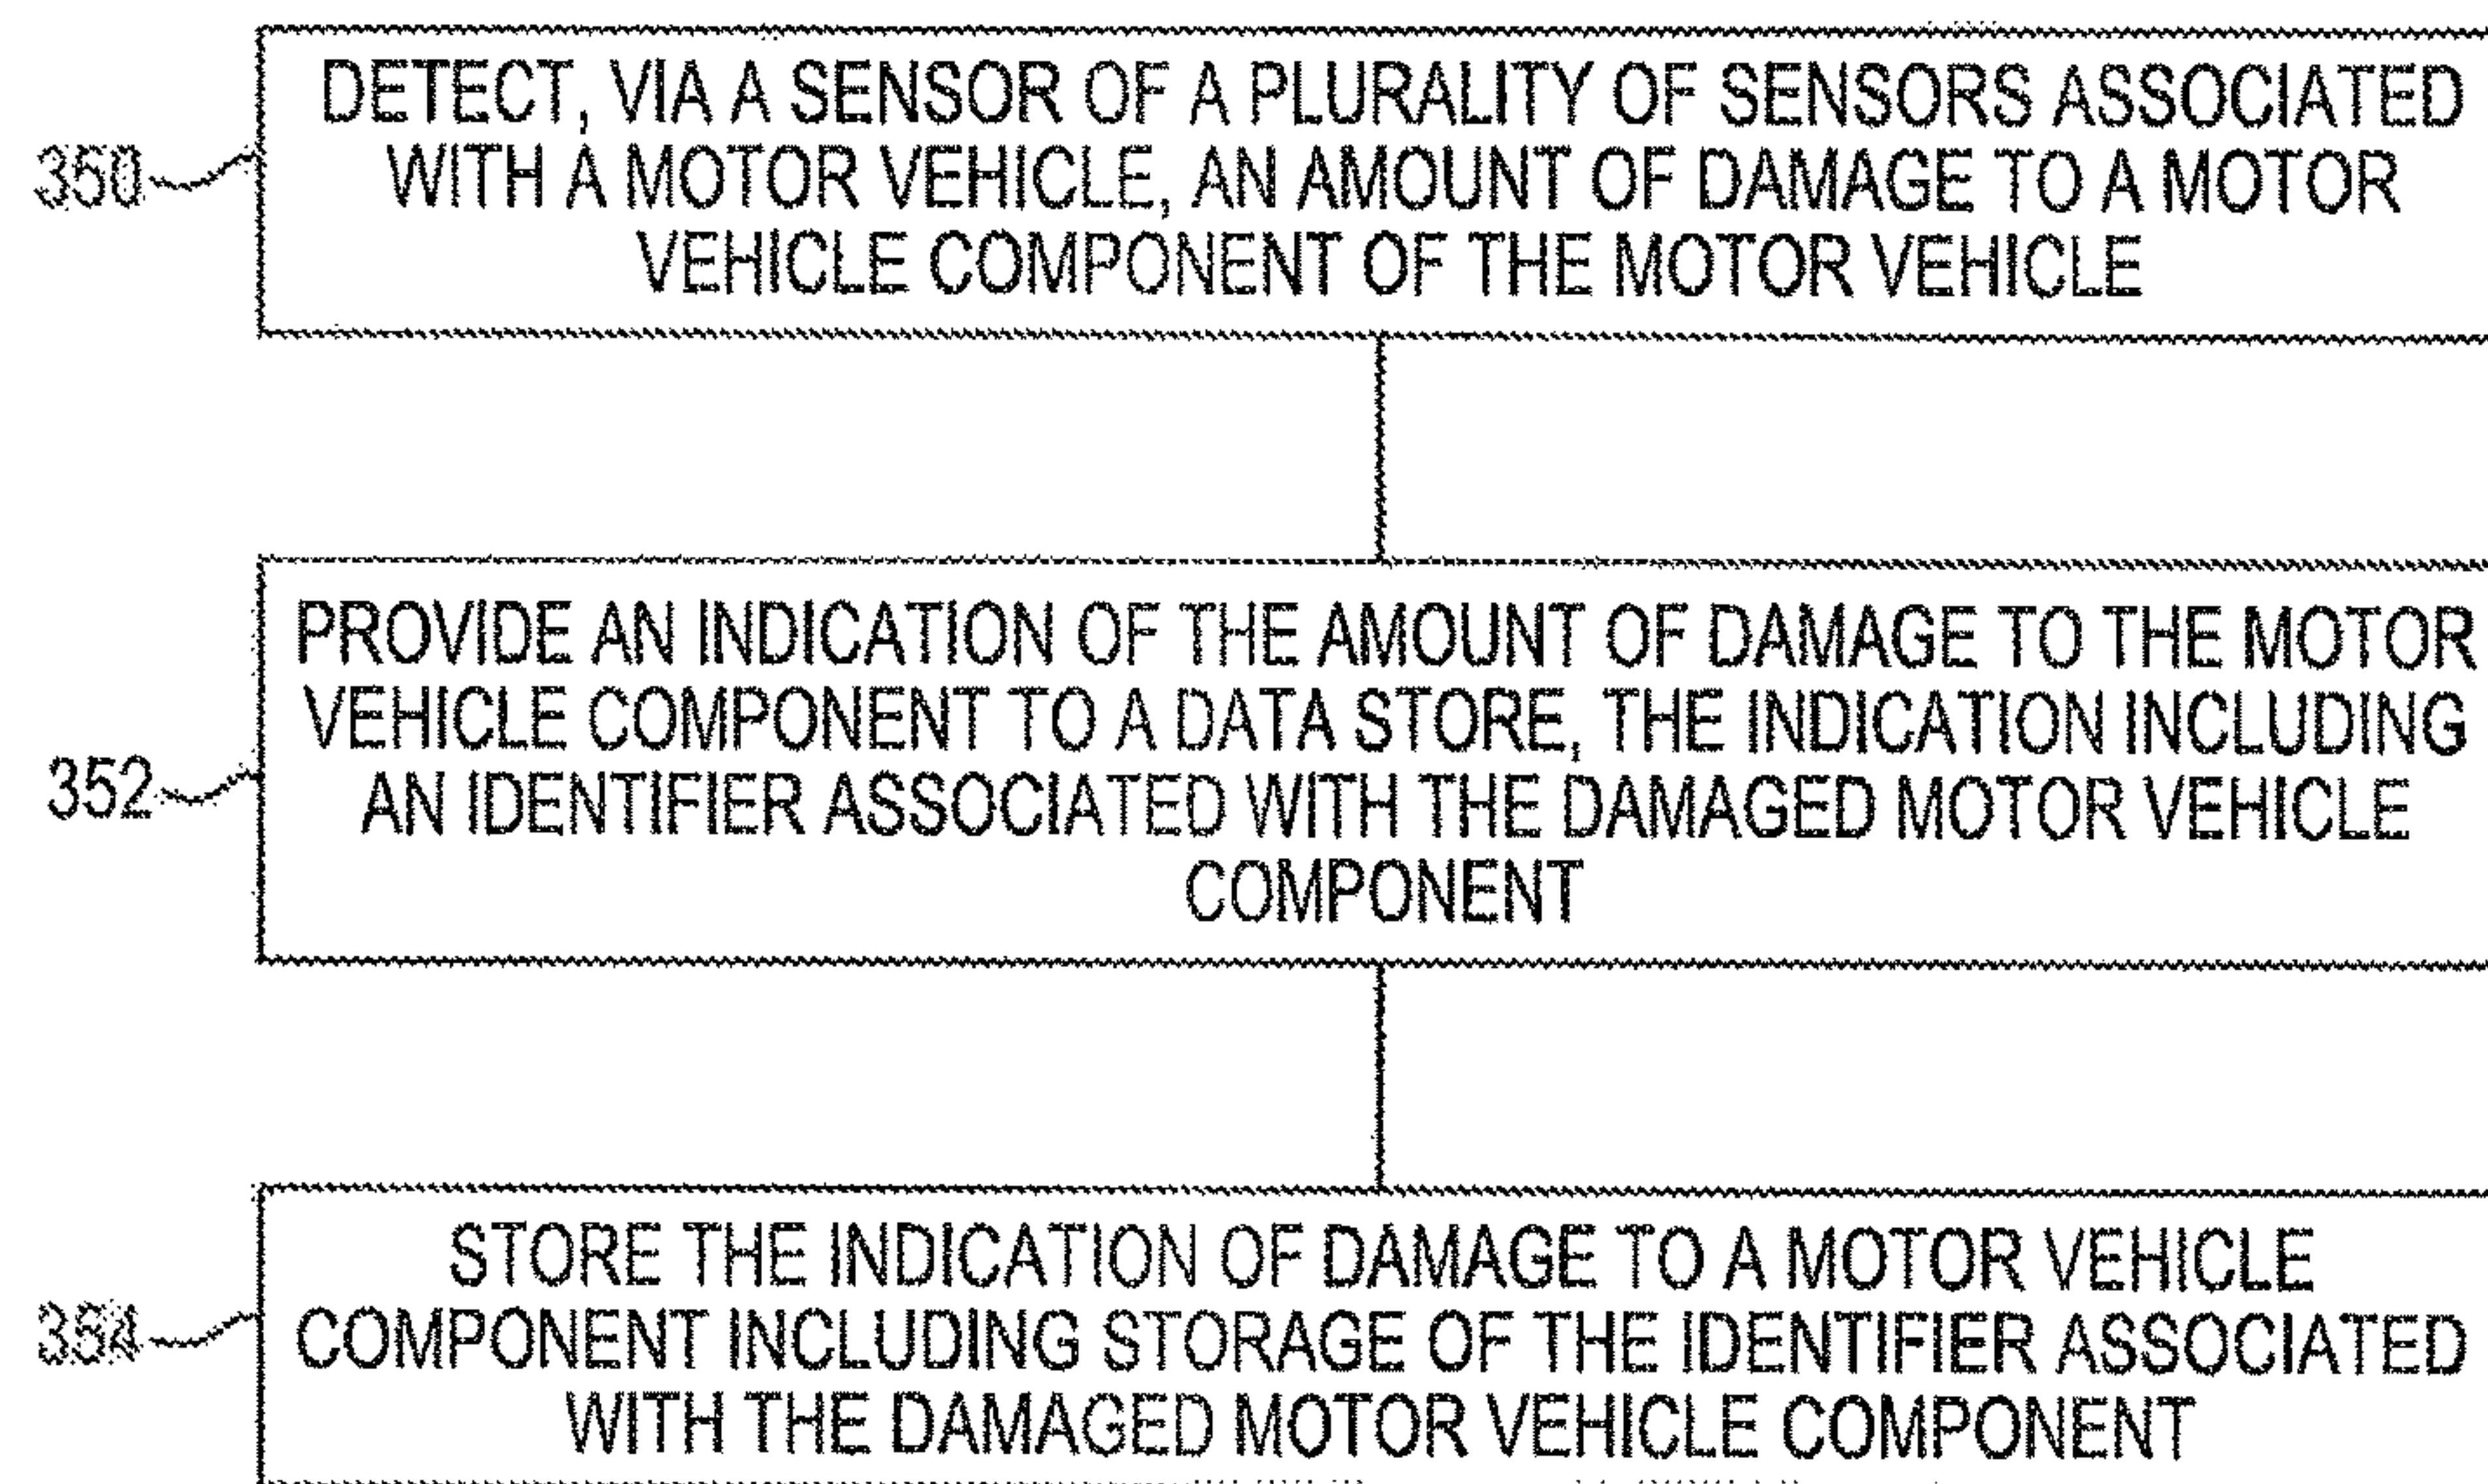 DETECT, VIA A SENSOR OF A PLURALITY OF SENSORS ASSOCIATED
350 WITH A MOTOR VEHICLE, AN AMOUNT OF DAMAGE TO A MOTOR
VEHICLE COMPONENT OF THE MOTOR VEHICLE
PROVIDE AN INDICATION OF THE AMOUNT OF DAMAGE TO THE MOTOR
VEHICLE COMPONENT TO A DATA STORE, THE INDICATION INCLUDING
352 AN IDENTIFIER ASSOCIATED WITH THE DAMAGED MOTOR VEHICLE
COMPONENT
STORE THE INDICATION OF DAMAGE TO A MOTOR VEHICLE
354 COMPONENT INCLUDING STORAGE OF THE IDENTIFIER ASSOCIATED
WITH THE DAMAGED MOTOR VEHICLE COMPONENT